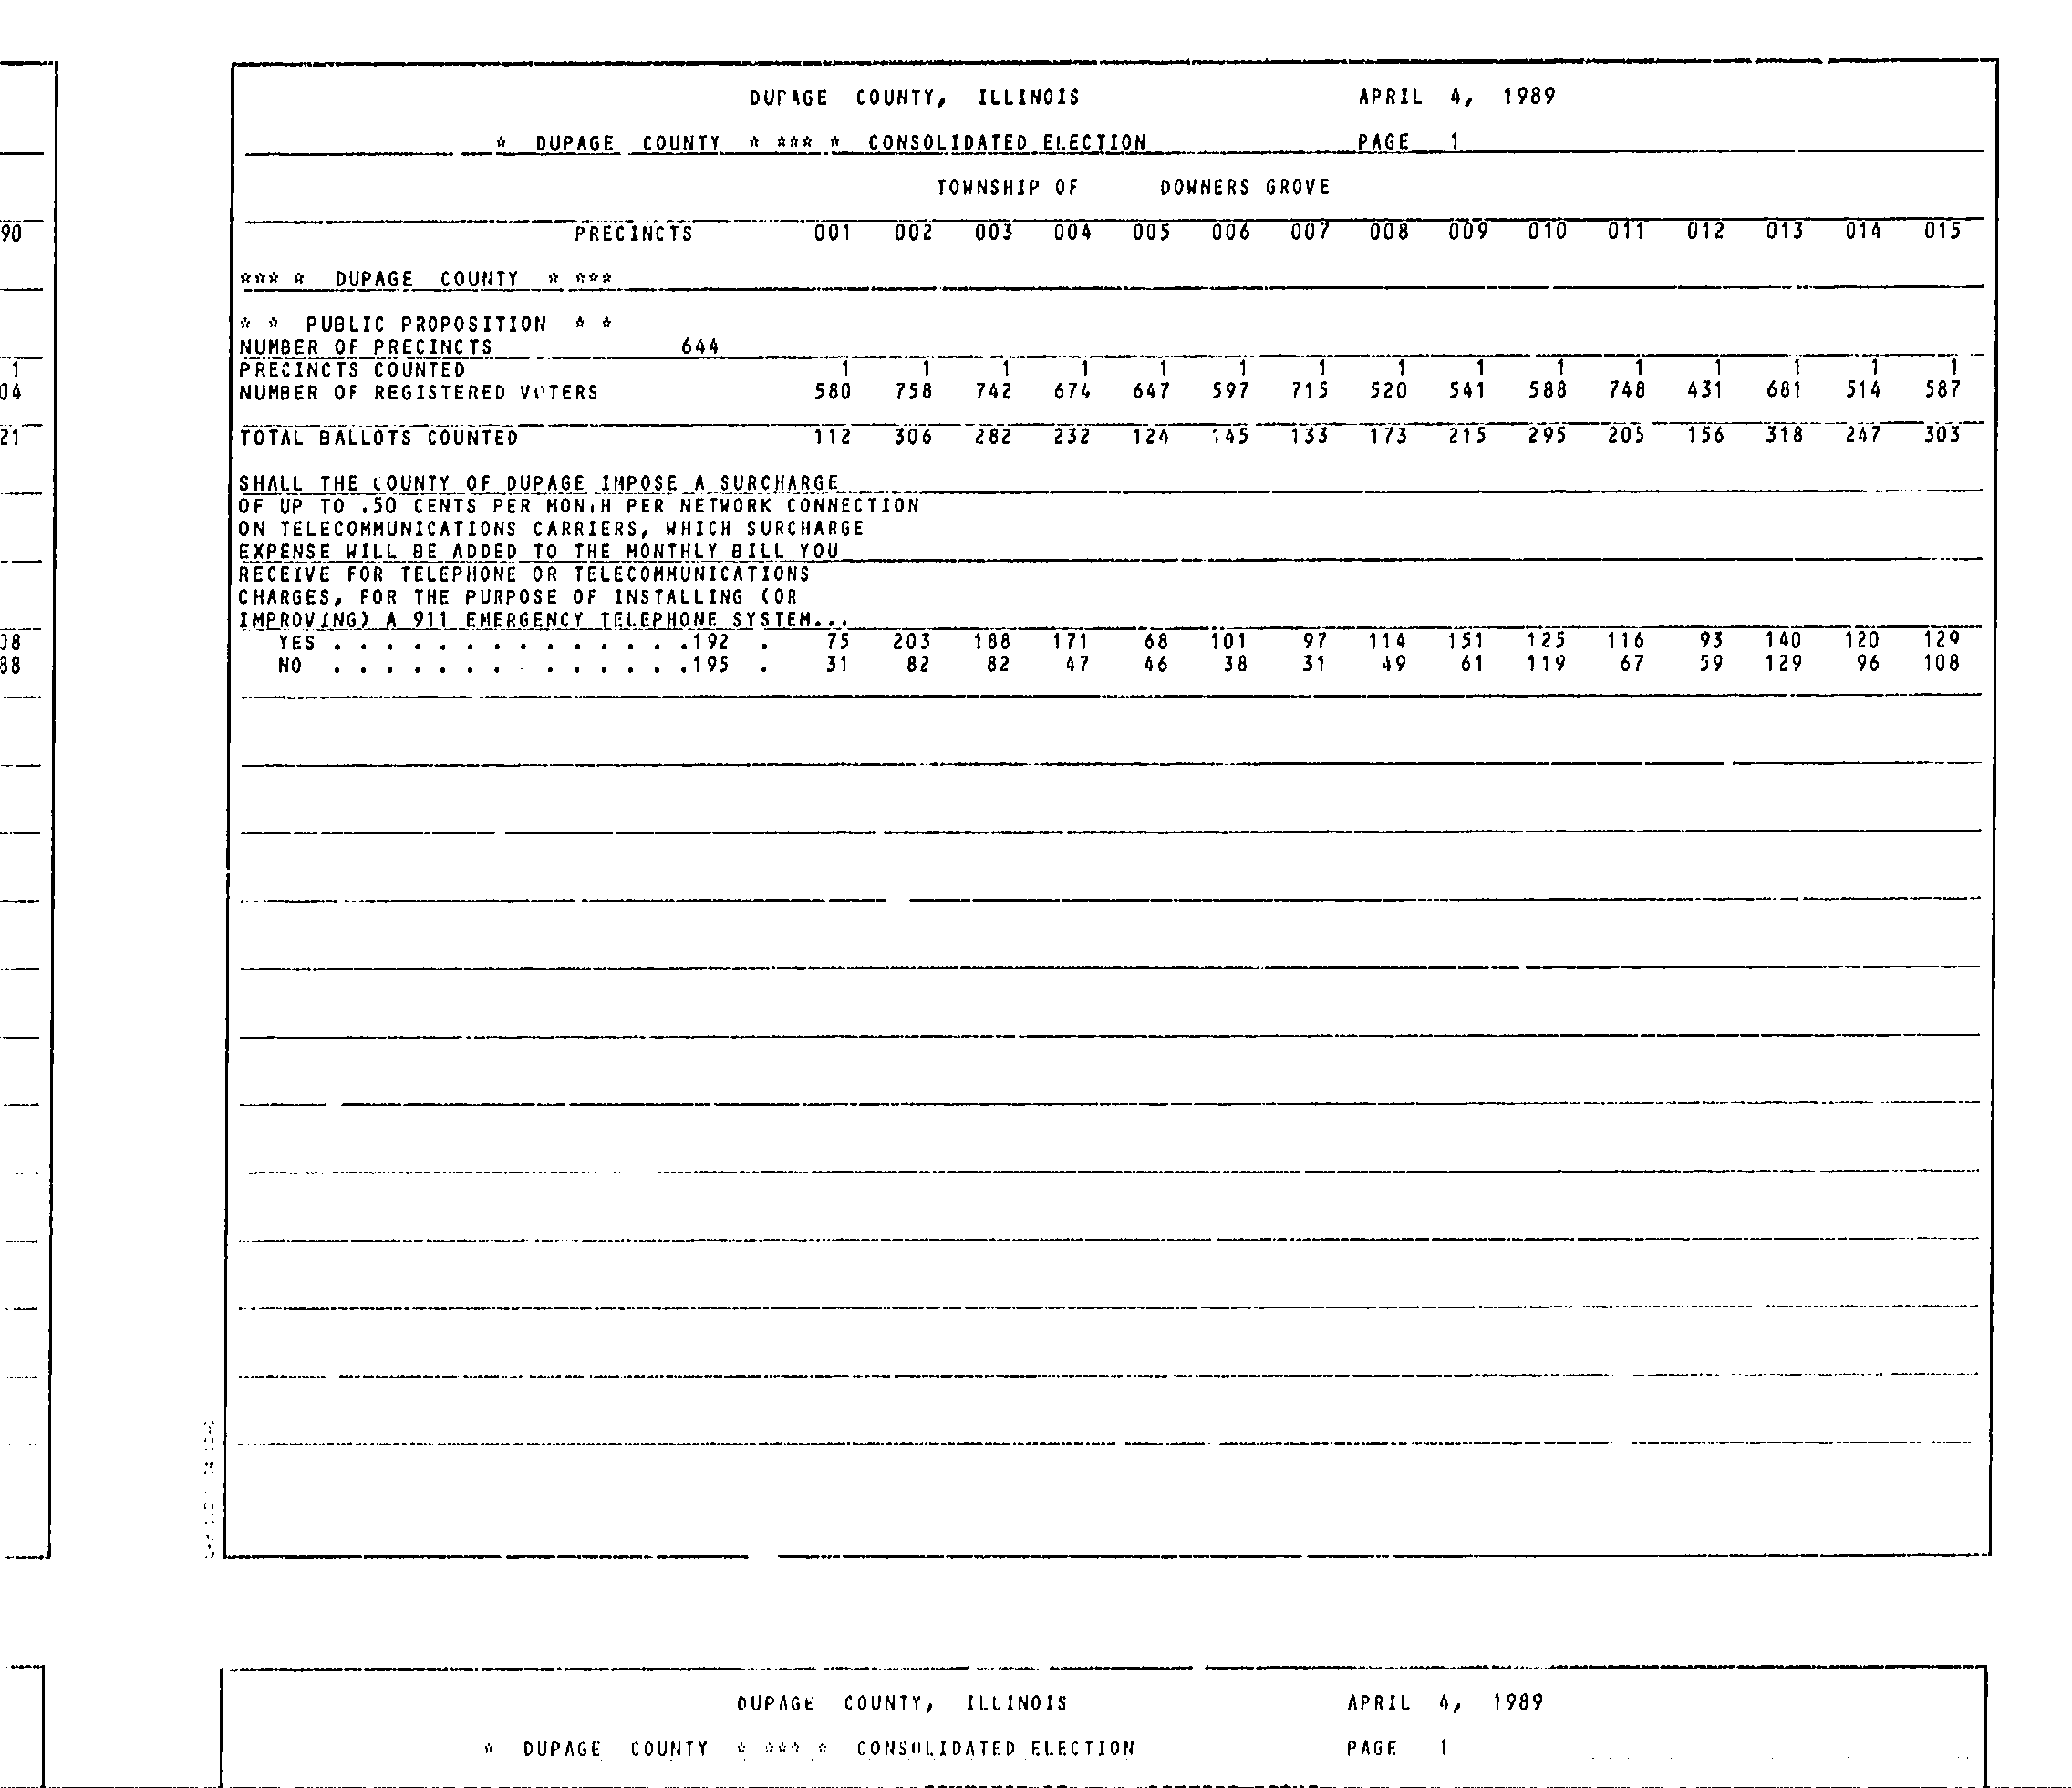 DUPAGE COUNTY, ILLINOIS APRIL 4, 1989
* DUPAGE COUNTY * *** * CONSOLIDATED ELECTION PAGE 1
TOWNSHIP OF DOWNERS GROVE
90
PRECINCTS 001 002 003 004 005 006 007 008 009 010 011 012 013 014 015
*** * DUPAGE COUNTY * ***
* * PUBLIC PROPOSITION * *
NUMBER OF PRECINCTS 644
1
PRECINCTS COUNTED 1 1 1 1 1 1 1 1 1 1 1 1 1 1 1
04
NUMBER OF REGISTERED VOTERS 580 758 742 674 647 597 715 520 541 588 748 431 681 514 587
21
TOTAL BALLOTS COUNTED 112 306 282 232 124 145 133 173 215 295 205 156 318 247 303
SHALL THE COUNTY OF DUPAGE IMPOSE A SURCHARGE
OF UP TO .50 CENTS PER MONTH PER NETWORK CONNECTION
ON TELECOMMUNICATIONS CARRIERS, WHICH SURCHARGE
EXPENSE WILL BE ADDED TO THE MONTHLY BILL YOU
RECEIVE FOR TELEPHONE OR TELECOMMUNICATIONS
CHARGES, FOR THE PURPOSE OF INSTALLING (OR
IMPROVING) A 911 EMERGENCY TELEPHONE SYSTEM...
38
YES . . . . . . . . . . . . . .192 . 75 203 188 171 68 101 97 114 151 125 116 93 140 120 129
88
NO . . . . . . . . . . . . . .195 . 31 82 82 47 46 38 31 49 61 119 67 59 129 96 108
DUPAGE COUNTY, ILLINOIS APRIL 4, 1989
* DUPAGE COUNTY * *** * CONSOLIDATED ELECTION PAGE 1